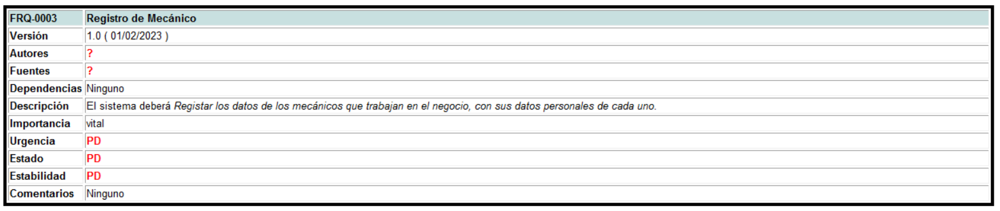 FRQ-0003 Registro de Mecánico
Versión 1.0 ( 01/02/2023 )
Autores ?
Fuentes ?
Dependencias Ninguno
Descripción El sistema deberá Registar los datos de los mecánicos que trabajan en el negocio, con sus datos personales de cada uno.
Importancia vital
Urgencia PD
Estado PD
Estabilidad PD
Comentarios Ninguno